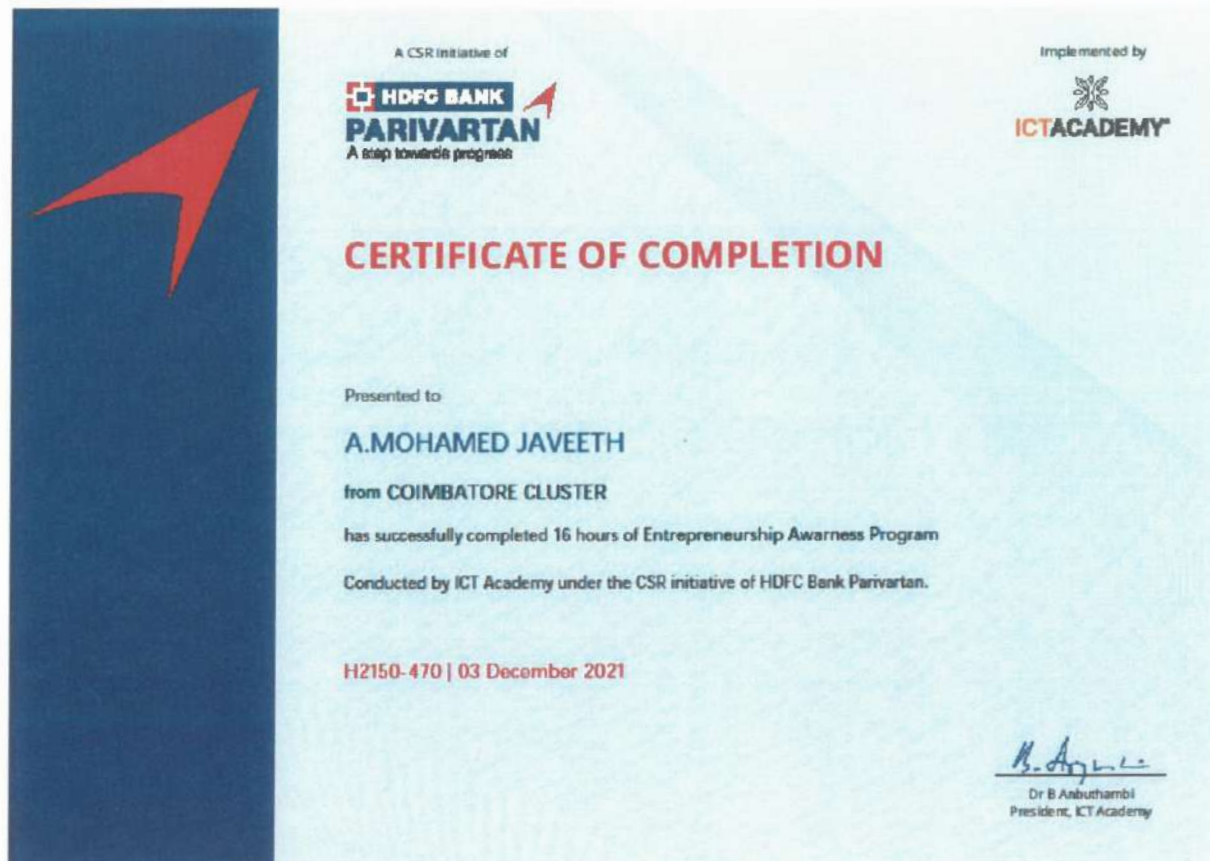 A CSR Initiative of
HDFC BANK
PARIVARTAN
A step towards progress
Implemented by
ICTACADEMY
CERTIFICATE OF COMPLETION
Presented to
A.MOHAMED JAVEETH
from COIMBATORE CLUSTER
has successfully completed 16 hours of Entrepreneurship Awarness Program
Conducted by ICT Academy under the CSR initiative of HDFC Bank Parivartan.
H2150-470 | 03 December 2021
Dr B Anbuthambi
President, ICT Academy